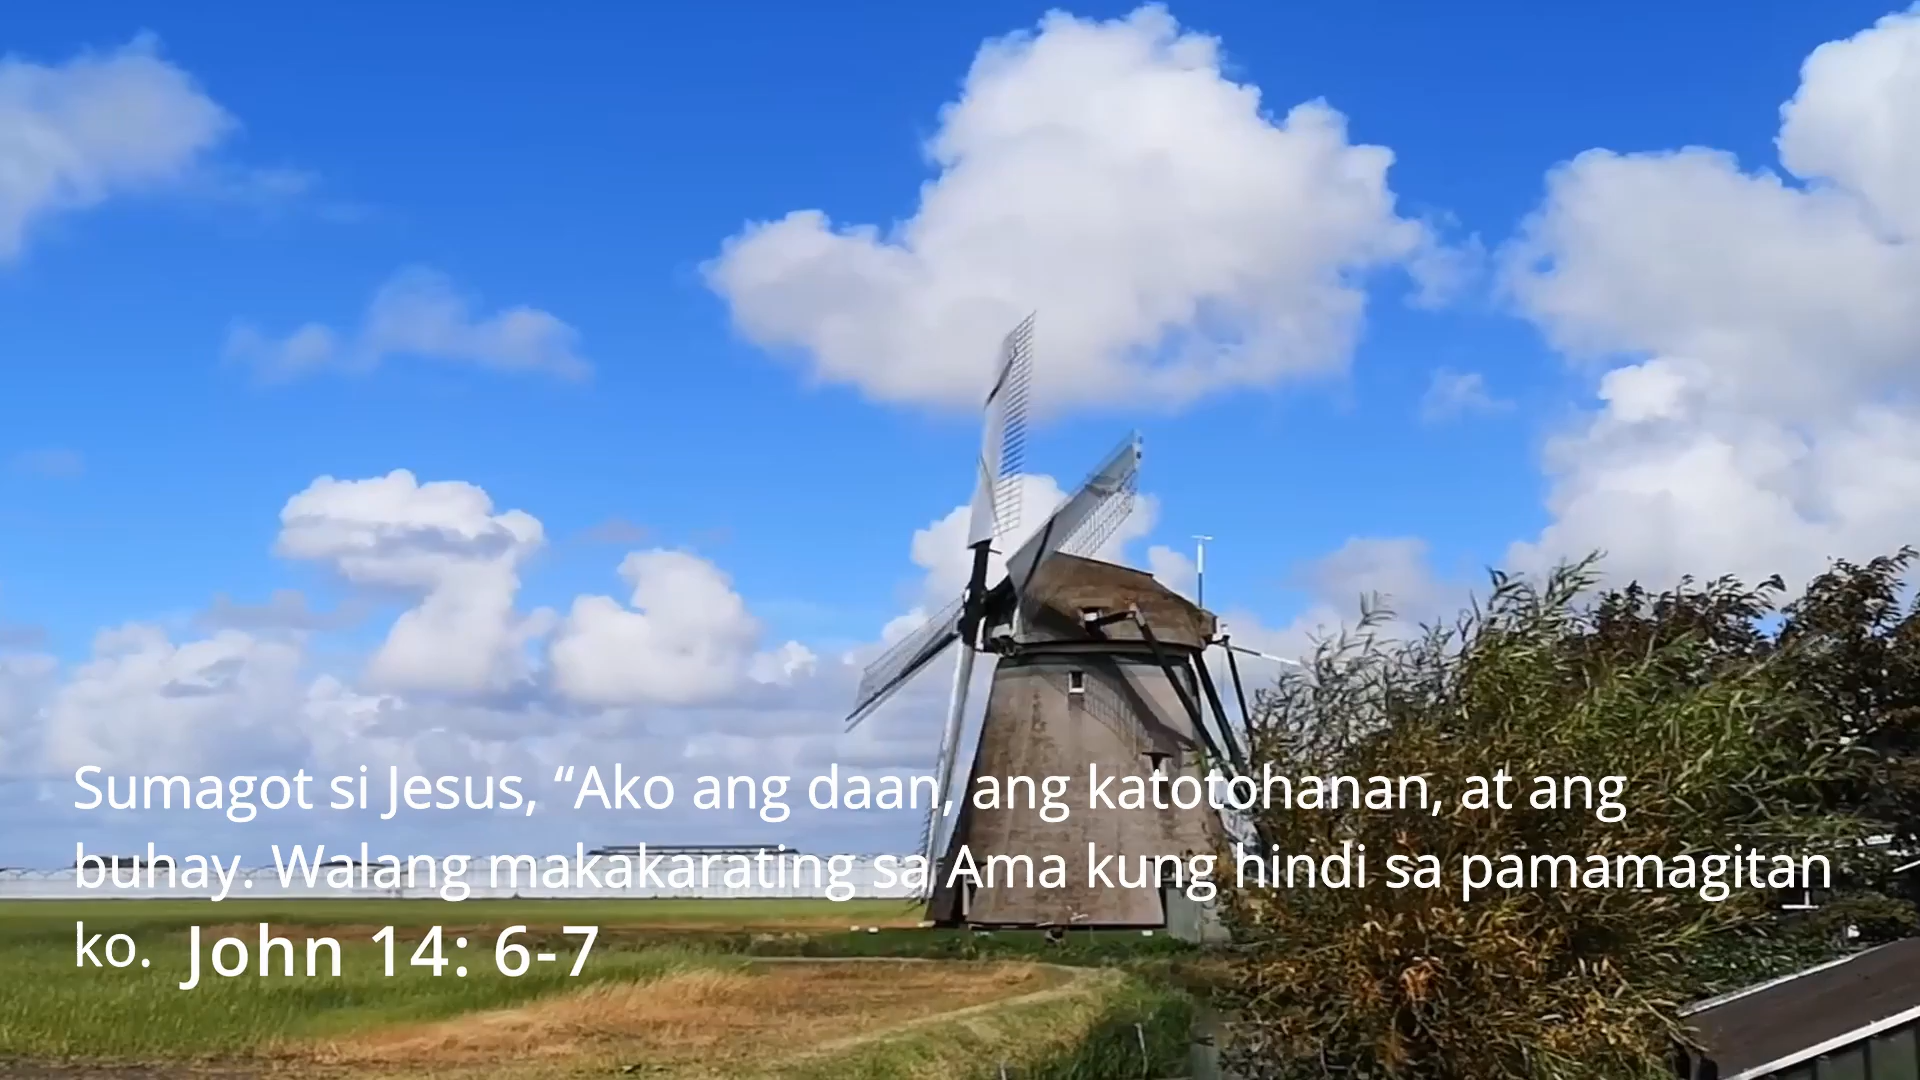 Sumagot si Jesus, “Ako ang daan, ang katotohanan, at ang
buhay. Walang makakarating sa Ama kung hindi sa pamamagitan
ko. John 14: 6-7